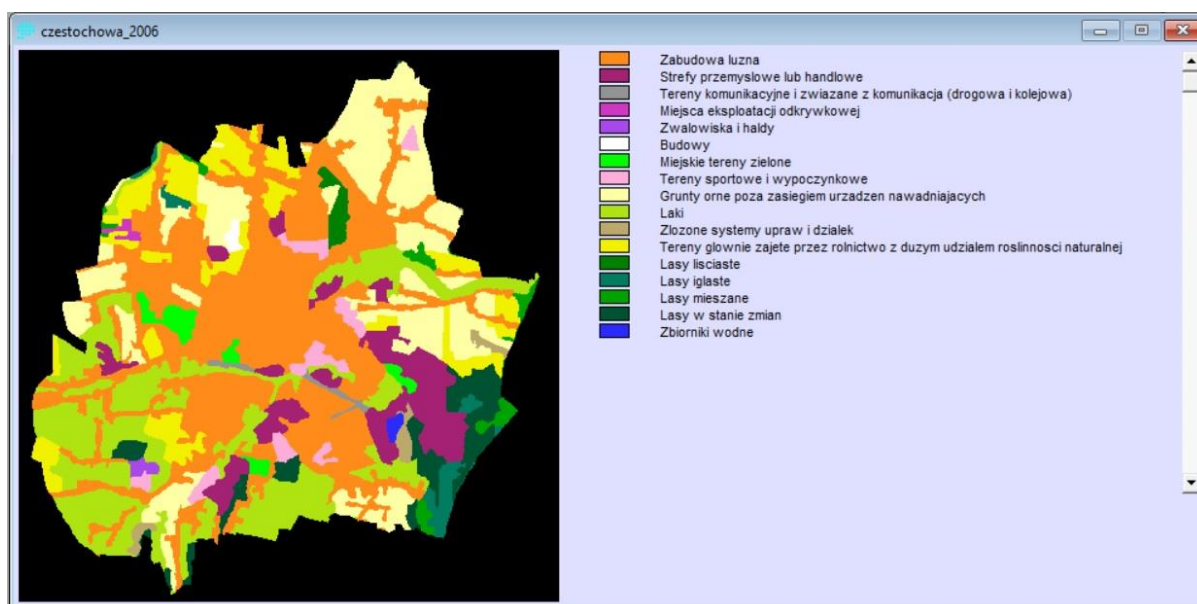 czestochowa_2006
Zabudowa luzna
Strefy przemyslowe lub handlowe
Tereny komunikacyjne i zwiazane z komunikacja (drogowa i kolejowa)
Miejsca eksploatacji odkrywkowej
Zwalowiska i haldy
Budowy
Miejskie tereny zielone
Tereny sportowe i wypoczynkowe
Grunty orne poza zasiegiem urzadzen nawadniajacych
Laki
Zlozone systemy upraw i dzialek
Tereny glownie zajete przez rolnictwo z duzym udzialem roslinnosci naturalnej
Lasy lisciaste
Lasy iglaste
Lasy mieszane
Lasy w stanie zmian
Zbiorniki wodne